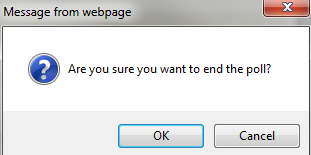 Message from webpage
Are you sure you want to end the poll?
OK
Cancel